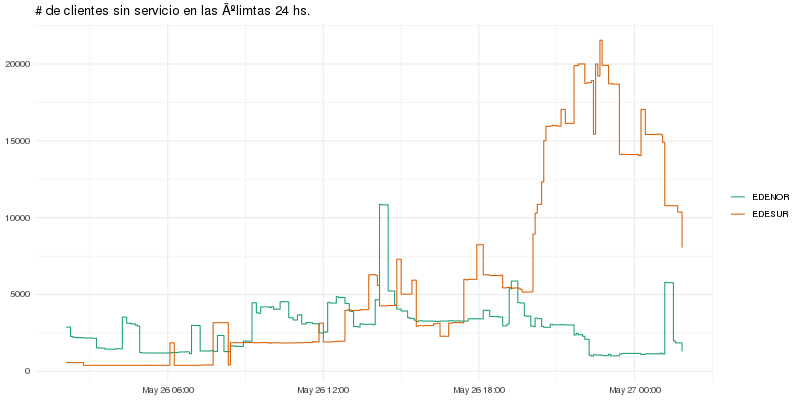 # de clientes sin servicio en las Ãºlimtas 24 hs.
20000
15000
10000
5000
0
EDENOR
EDESUR
May 26 06:00
May 26 12:00
May 26 18:00
May 27 00:00